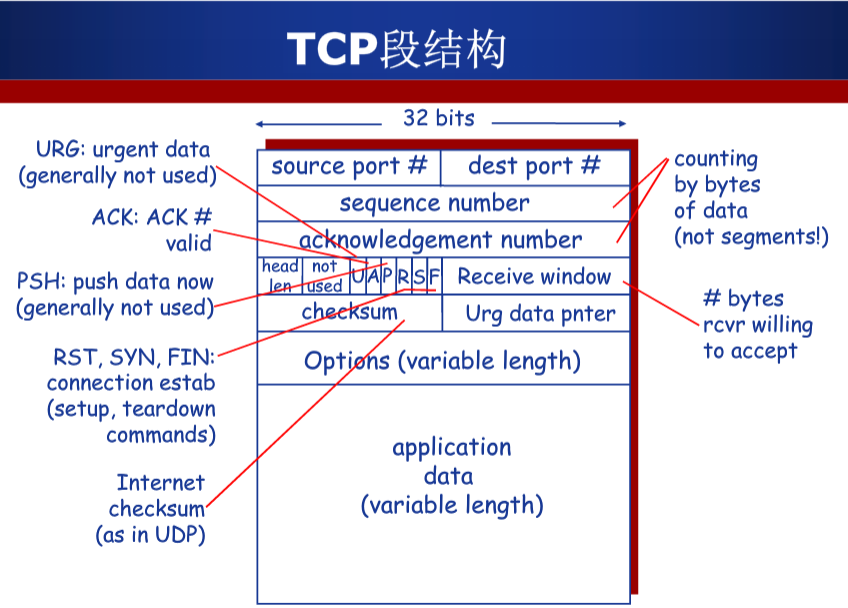 TCP段结构
32 bits
URG: urgent data
(generally not used)
ACK: ACK #
valid
PSH: push data now
(generally not used)
RST, SYN, FIN:
connection estab
(setup, teardown
commands)
Internet
checksum
(as in UDP)
source port #
dest port #
sequence number
acknowledgement number
head
len
not
used
U A P R S F
Receive window
checksum
Urg data pnter
Options (variable length)
application
data
(variable length)
counting
by bytes
of data
(not segments!)
# bytes
rcvr willing
to accept